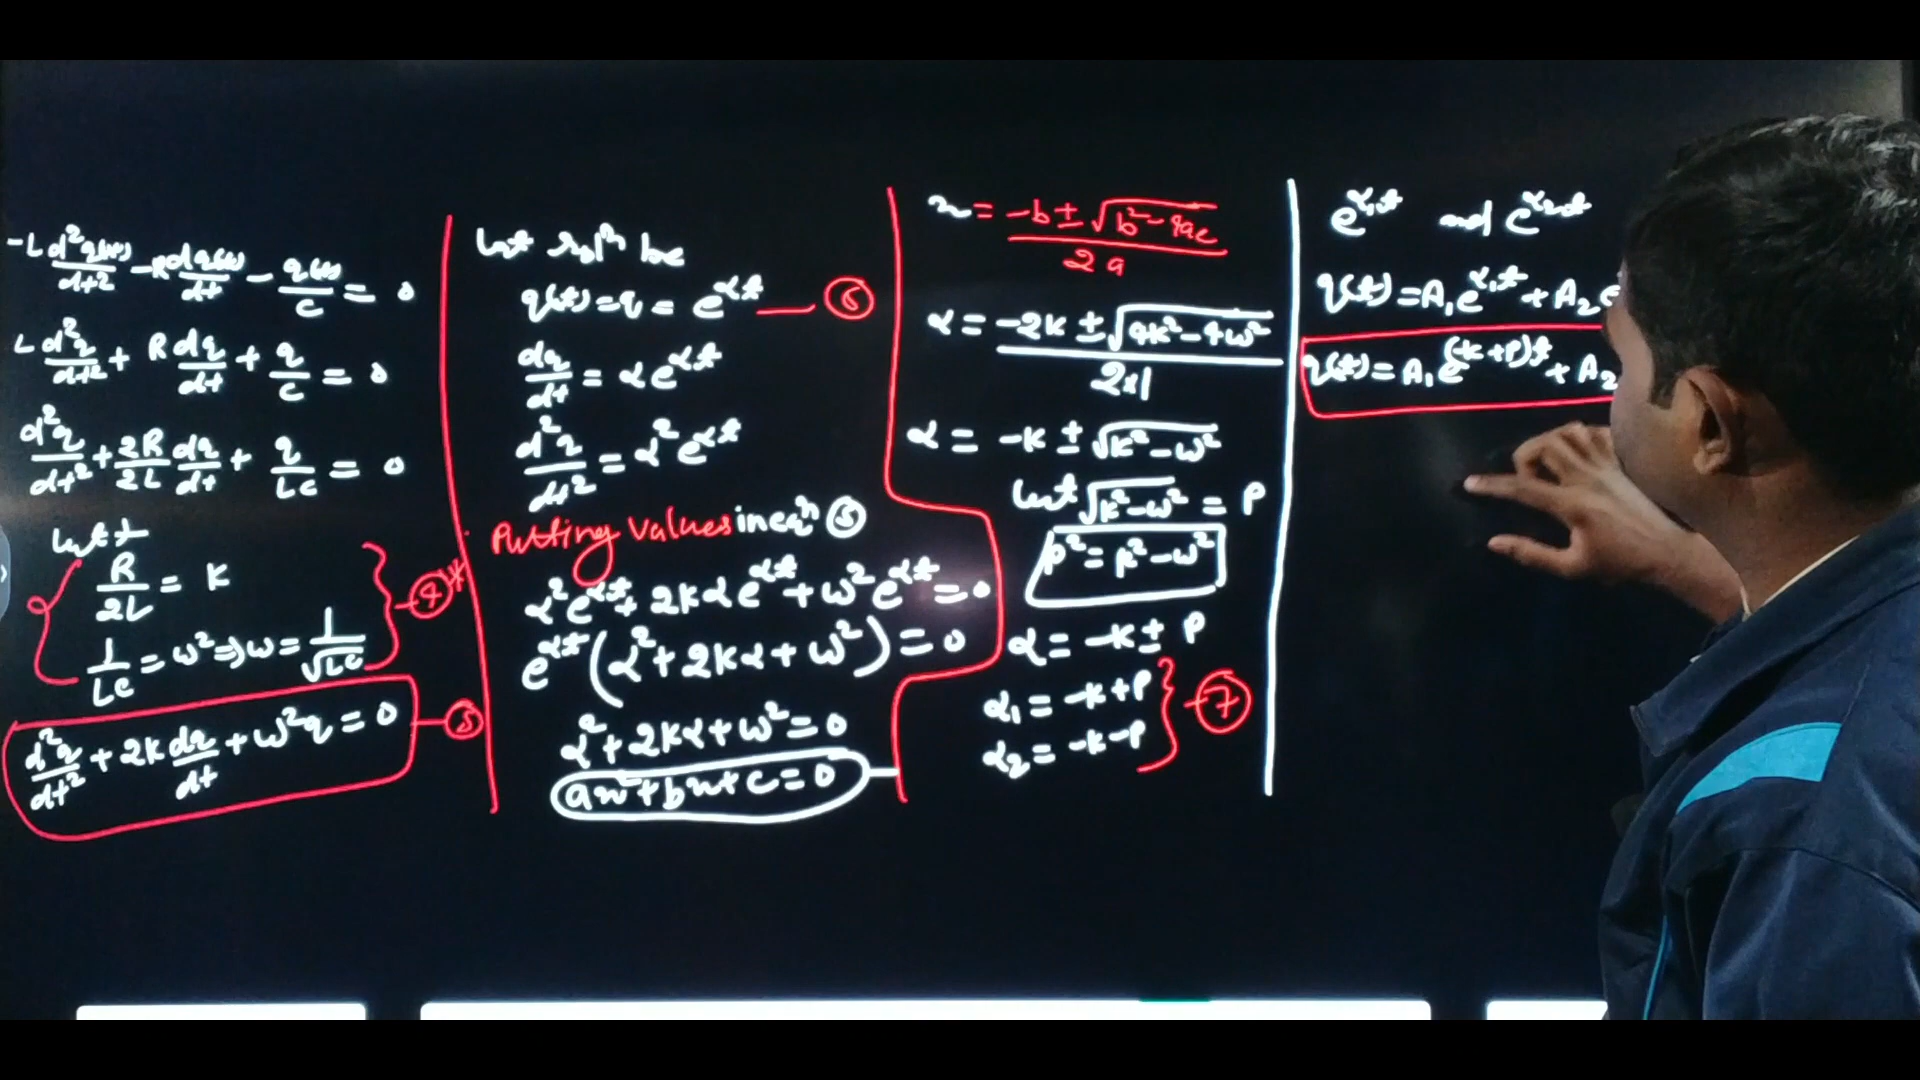 -L d²q(t)/dt² - R dq(t)/dt - q(t)/C = 0
L d²q/dt² + R dq/dt + q/C = 0
d²q/dt² + 2R/2L dq/dt + q/LC = 0
Let
R/2L = K
1/LC = ω² ⇒ ω = 1/√LC } - ④*
d²q/dt² + 2K dq/dt + ω²q = 0 - ⑤
Let solⁿ be
q(t) = q = e^αt - ⑥
dq/dt = αe^αt
d²q/dt² = α²e^αt
Putting values in eqⁿ ⑤
α²e^αt + 2Kαe^αt + ω²e^αt = 0
e^αt (α² + 2Kα + ω²) = 0
α² + 2Kα + ω² = 0
ax² + bx + c = 0
x = -b ± √b² - 4ac / 2a
α = -2K ± √4K² - 4ω² / 2×1
α = -K ± √K² - ω²
Let √K² - ω² = P
P² = K² - ω²
α = -K ± P
α₁ = -K + P
α₂ = -K - P } - ⑦
e^α₁t and e^α₂t
q(t) = A₁e^α₁t + A₂e
q(t) = A₁e^(-K+P)t + A₂